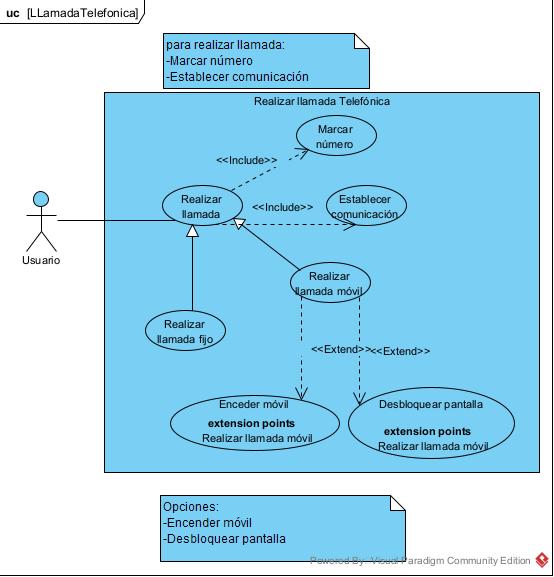 uc [LLamadaTelefonica]
para realizar llamada:
-Marcar número
-Establecer comunicación
Realizar llamada Telefónica
Marcar
número
<<Include>>
Realizar
llamada
<<Include>>
Establecer
comunicación
Usuario
Realizar
llamada móvil
Realizar
llamada fijo
<<Extend>>
<<Extend>>
Enceder móvil
extension points
Realizar llamada móvil
Desbloquear pantalla
extension points
Realizar llamada móvil
Opciones:
-Encender móvil
-Desbloquear pantalla
Powered By Visual Paradigm Community Edition